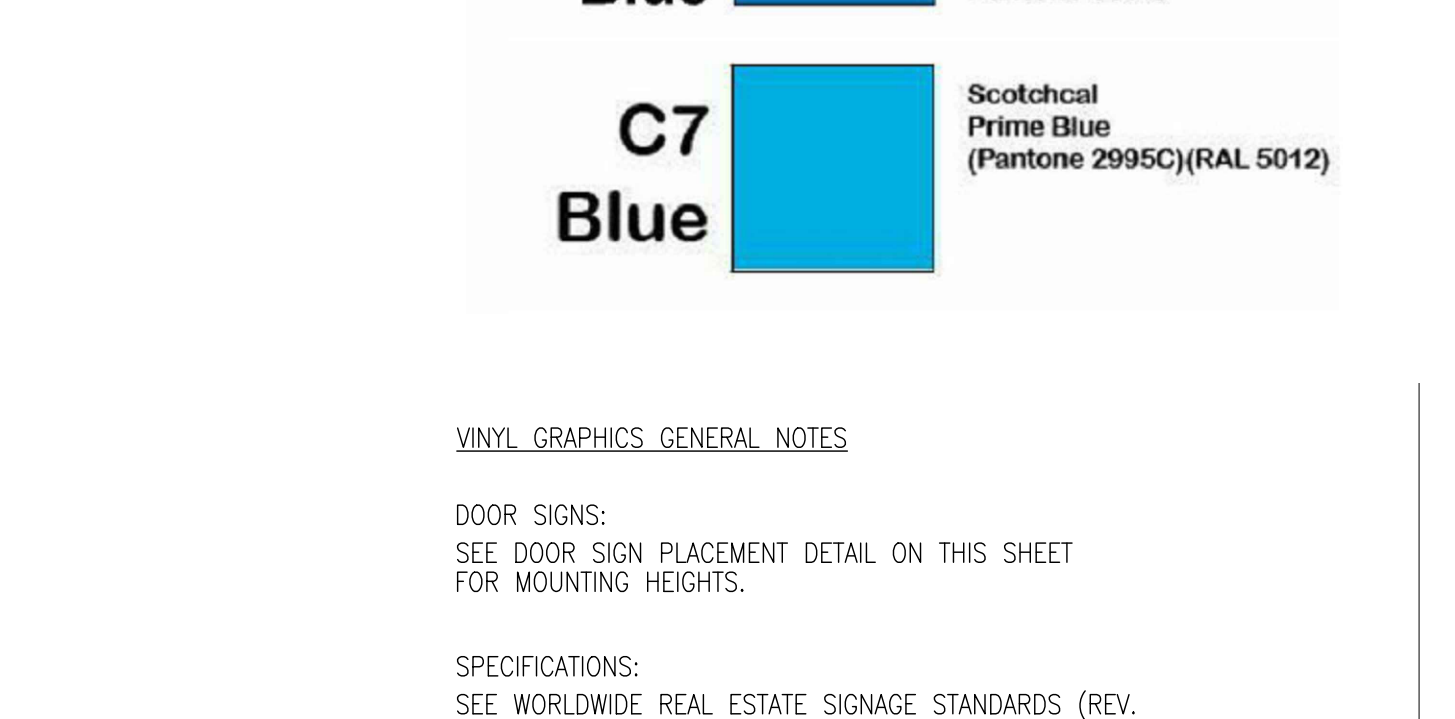 Blue
C7
Blue
Scotchcal
Prime Blue
(Pantone 2995C)(RAL 5012)
VINYL GRAPHICS GENERAL NOTES
DOOR SIGNS:
SEE DOOR SIGN PLACEMENT DETAIL ON THIS SHEET
FOR MOUNTING HEIGHTS.
SPECIFICATIONS:
SEE WORLDWIDE REAL ESTATE SIGNAGE STANDARDS (REV.